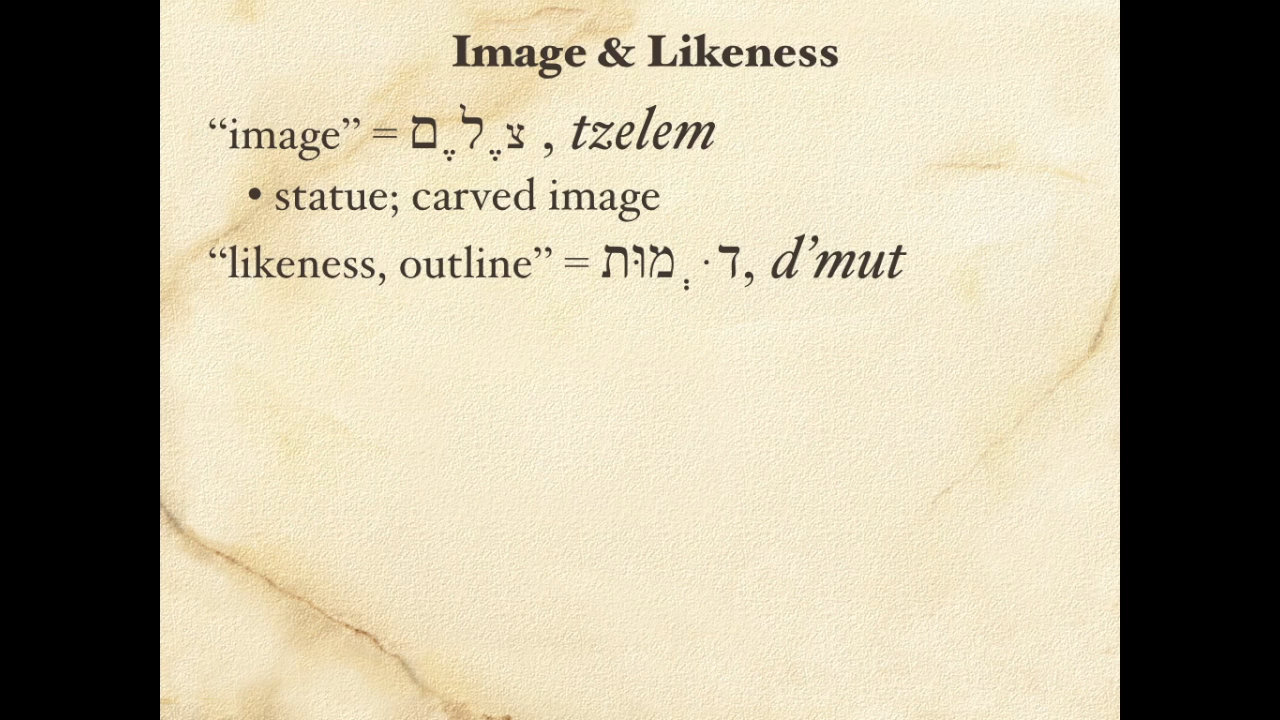 Image & Likeness
“image” = צֶלֶם , tzelem
• statue; carved image
“likeness, outline” = דְּמוּת, d’mut